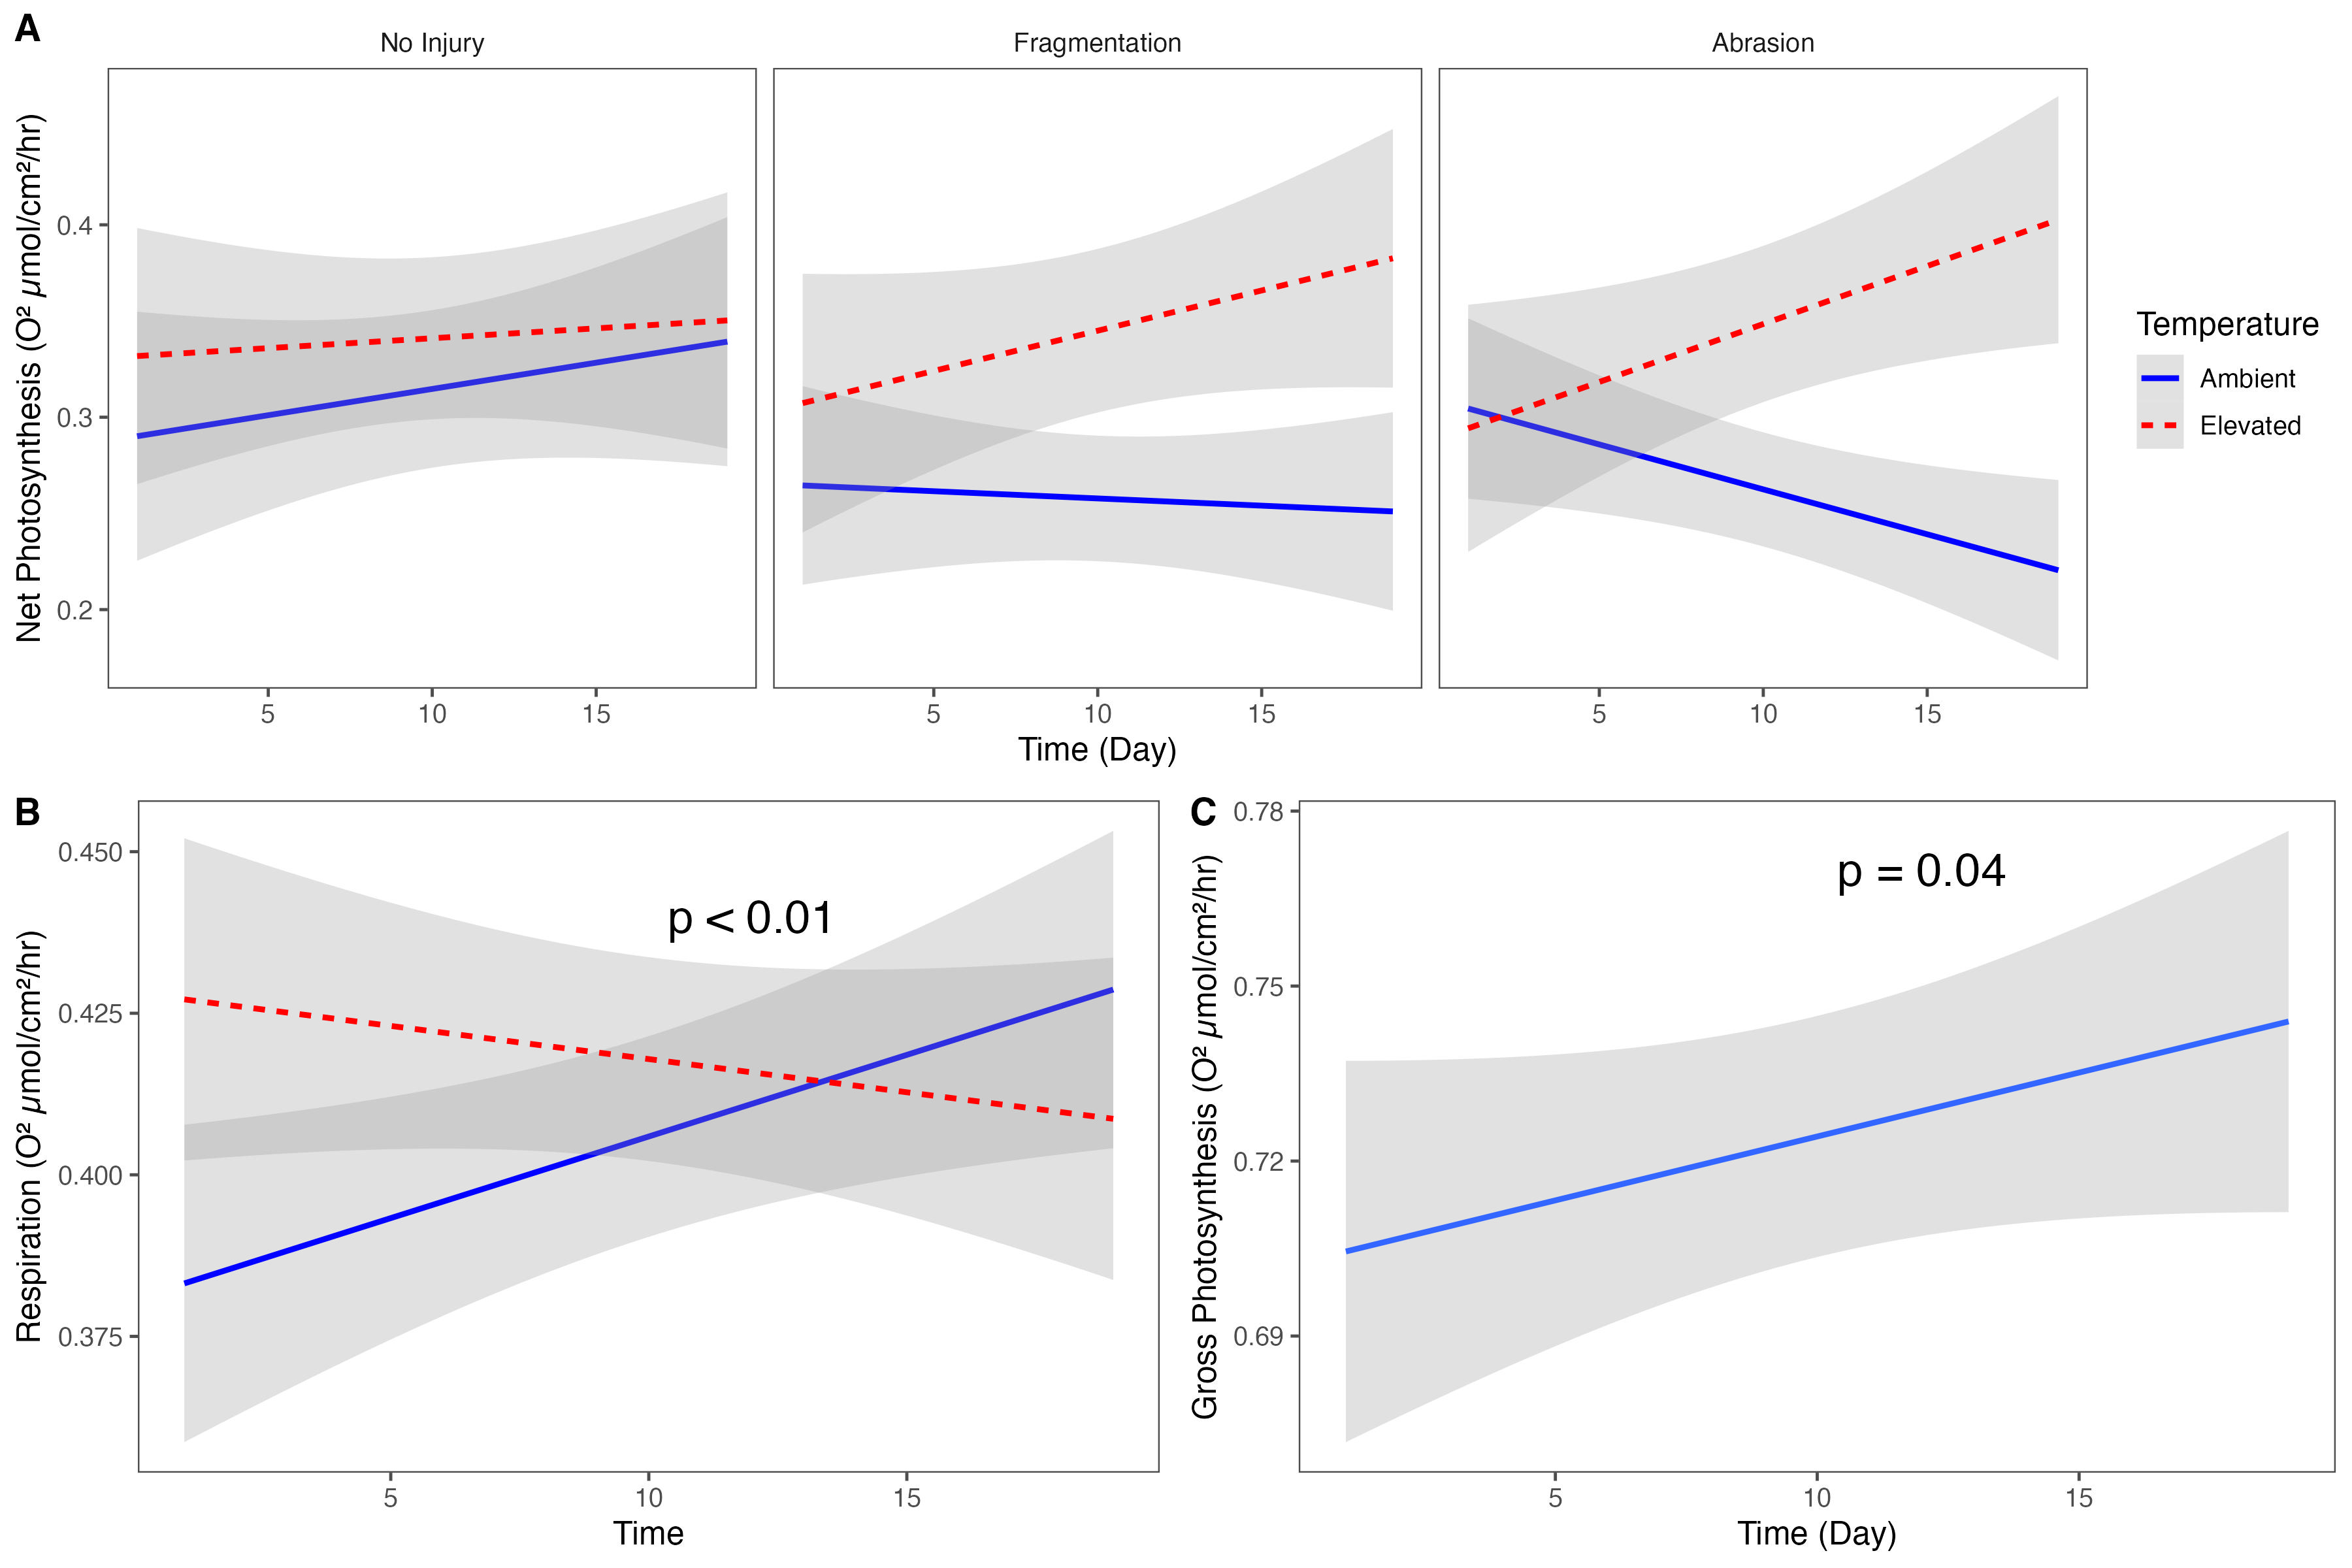 A
No Injury
Fragmentation
Abrasion
Net Photosynthesis (O² µmol/cm²/hr)
0.4
0.3
0.2
5 10 15
5 10 15
5 10 15
Time (Day)
Temperature
Ambient
Elevated
B
Respiration (O² µmol/cm²/hr)
0.450
0.425
0.400
0.375
p < 0.01
5 10 15
Time
C
Gross Photosynthesis (O² µmol/cm²/hr)
0.78
0.75
0.72
0.69
p = 0.04
5 10 15
Time (Day)